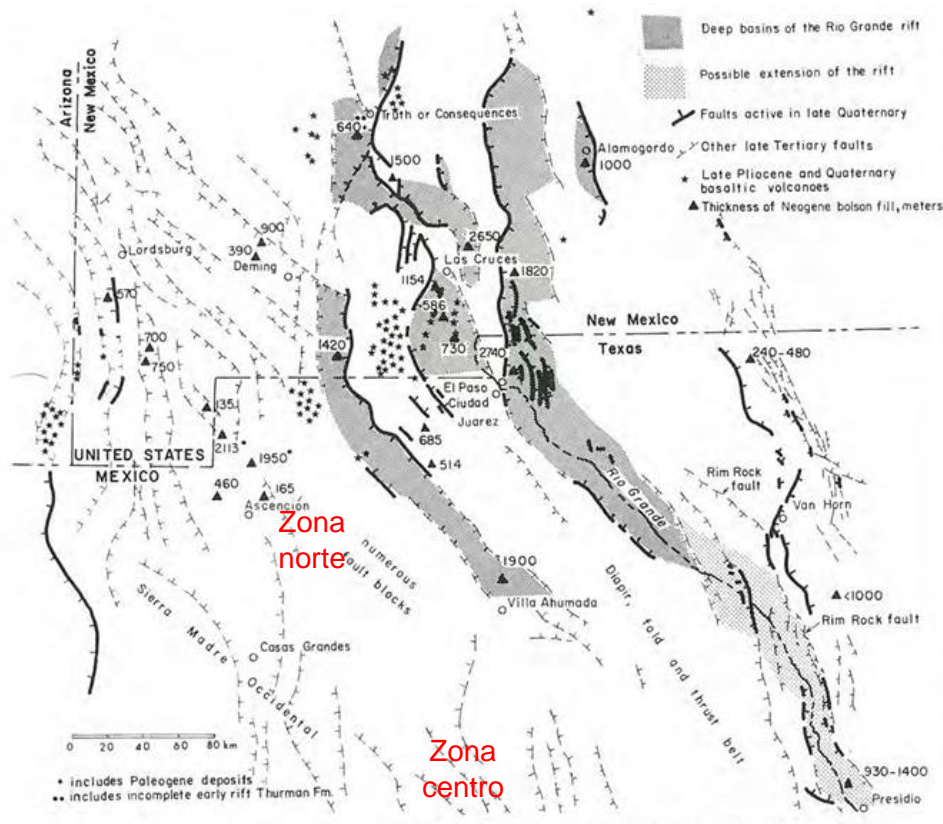 Deep basins of the Rio Grande rift
Possible extension of the rift
Faults active in late Quaternary
Other late Tertiary faults
Late Pliocene and Quaternary
basaltic volcanoes
Thickness of Neogene bolson fill, meters
Arizona
New Mexico
Truth or Consequences
640
1500
Alamogordo
1000
900
390
Deming
Lordsburg
2650
Las Cruces
1820
1154
586
570
New Mexico
Texas
700
750
1420
730
2740
240-480
El Paso
Ciudad
Juarez
135
2113
685
UNITED STATES
MEXICO
1950*
514
460
165
Ascención
Rio Grande
Rim Rock
fault
Van Horn
Zona
norte
numerous
fault blocks
1900
Villa Ahumada
<1000
Rim Rock fault
Sierra Madre Occidental
Casas Grandes
Diapir, fold and thrust belt
0 20 40 60 80 km
Zona
centro
930-1400
Presidio
* includes Paleogene deposits
** includes incomplete early rift Thurman Fm.